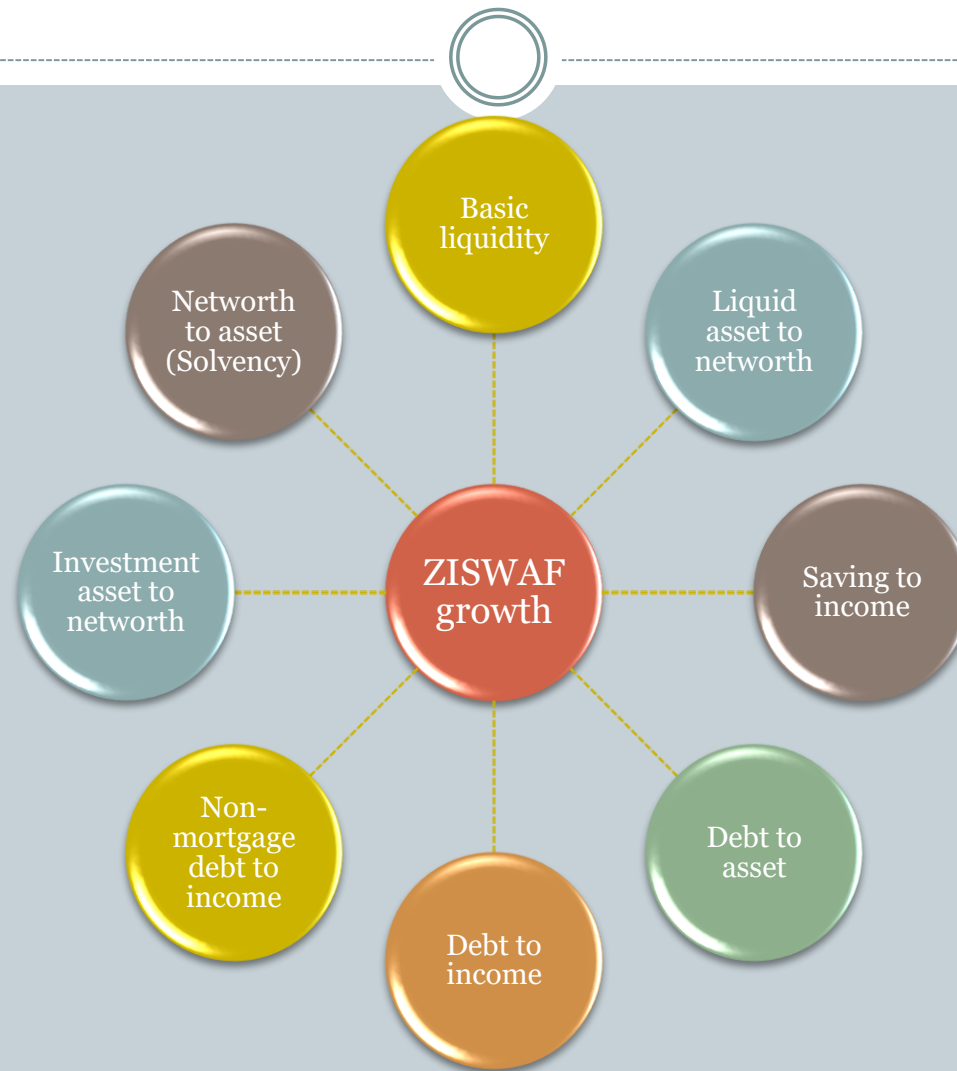 Basic
liquidity
Liquid
asset to
networth
Saving to
income
Debt to
asset
Debt to
income
Non-
mortgage
debt to
income
Investment
asset to
networth
Networth
to asset
(Solvency)
ZISWAF
growth